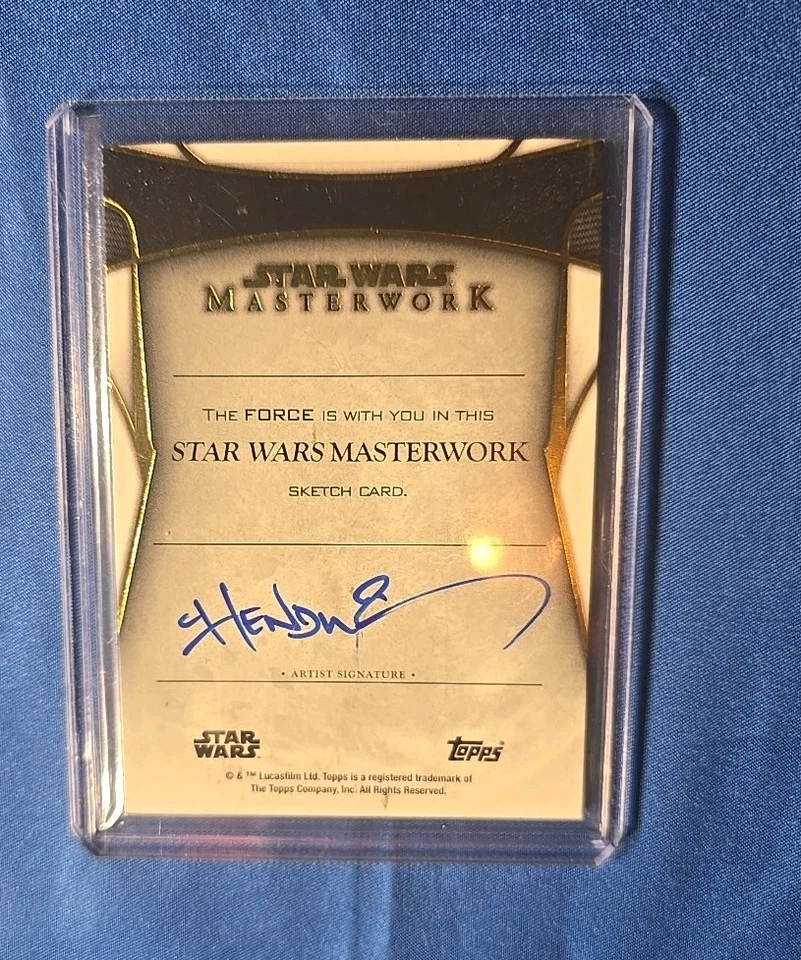 STAR WARS
MASTERWORK
THE FORCE IS WITH YOU IN THIS
STAR WARS MASTERWORK
SKETCH CARD.
• ARTIST SIGNATURE •
STAR WARS
topps
© & ™ Lucasfilm Ltd. Topps is a registered trademark of
The Topps Company, Inc. All Rights Reserved.